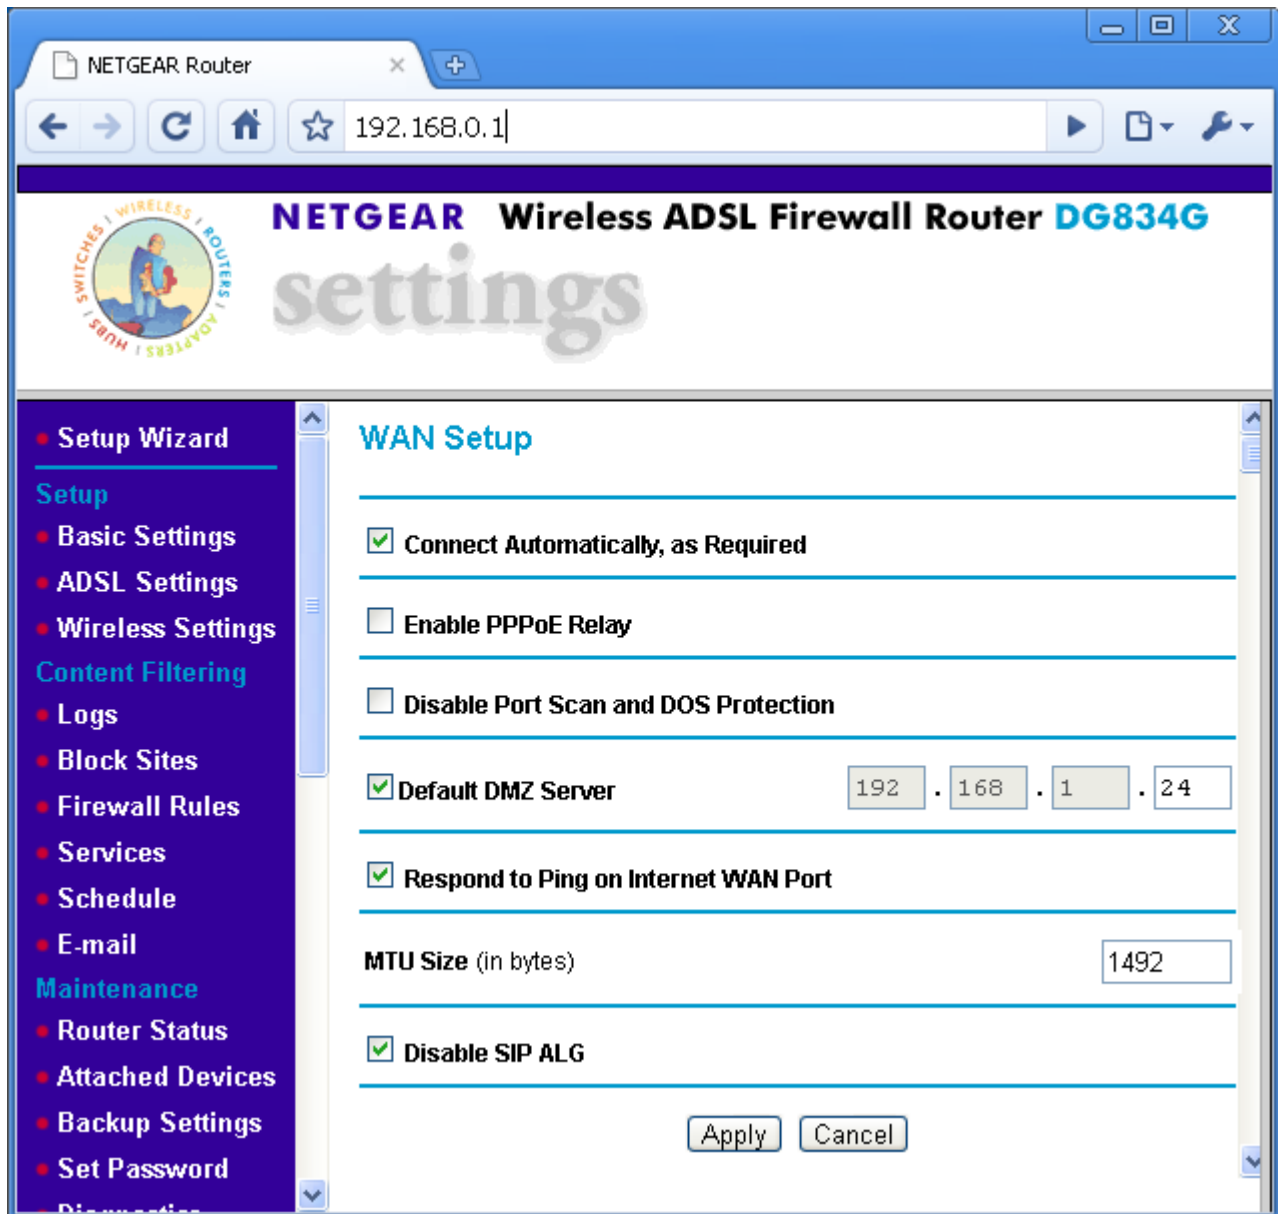 NETGEAR Router
192.168.0.1
SWITCHES | WIRELESS | ROUTERS | ADAPTERS | HUBS |
NETGEAR Wireless ADSL Firewall Router DG834G
settings
Setup Wizard
Setup
Basic Settings
ADSL Settings
Wireless Settings
Content Filtering
Logs
Block Sites
Firewall Rules
Services
Schedule
E-mail
Maintenance
Router Status
Attached Devices
Backup Settings
Set Password
Diagnostics
WAN Setup
Connect Automatically, as Required
Enable PPPoE Relay
Disable Port Scan and DOS Protection
Default DMZ Server 192 . 168 . 1 . 24
Respond to Ping on Internet WAN Port
MTU Size (in bytes) 1492
Disable SIP ALG
Apply Cancel